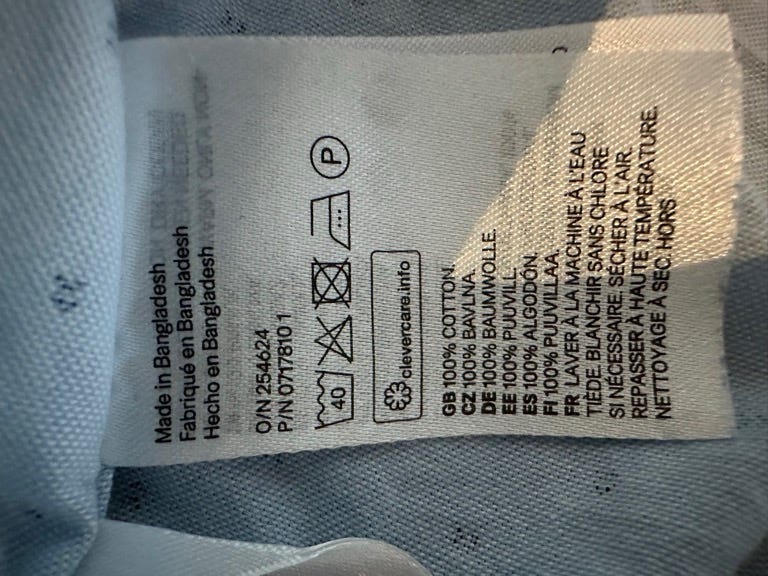 Made in Bangladesh
Fabriqué en Bangladesh
Hecho en Bangladesh
O/N 254624
P/N 0717810 1
40
P
clevercare.info
GB 100% COTTON.
CZ 100% BAVLNA.
DE 100% BAUMWOLLE.
EE 100% PUUVILL.
ES 100% ALGODÓN.
FI 100% PUUVILLAA.
FR LAVER À LA MACHINE À L'EAU
TIÈDE. BLANCHIR SANS CHLORE
SI NÉCESSAIRE. SÉCHER À L'AIR.
REPASSER À HAUTE TEMPÉRATURE.
NETTOYAGE À SEC. HORS